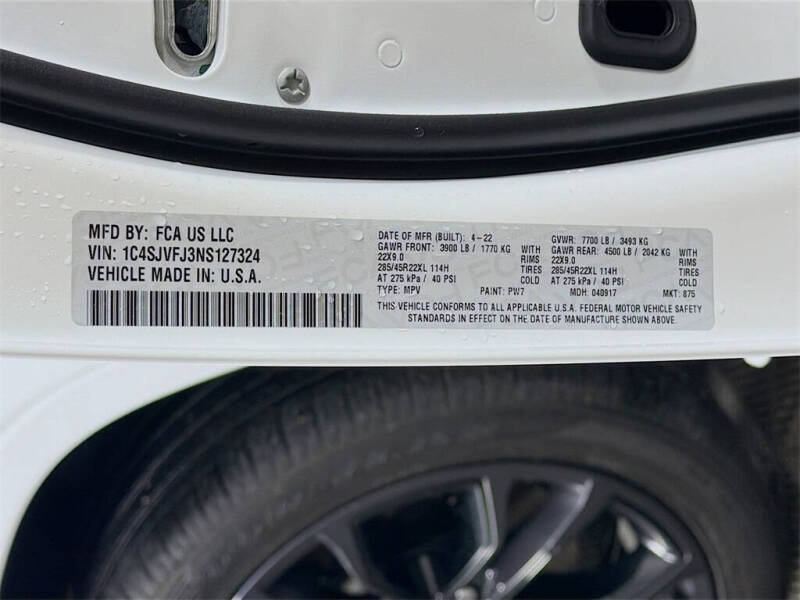 MFD BY: FCA US LLC
VIN: 1C4SJVFJ3NS127324
VEHICLE MADE IN: U.S.A.
DATE OF MFR (BUILT): 4-22 GVWR: 7700 LB / 3493 KG
GAWR FRONT: 3900 LB / 1770 KG WITH GAWR REAR: 4500 LB / 2042 KG WITH
22X9.0 RIMS 22X9.0 RIMS
285/45R22XL 114H TIRES 285/45R22XL 114H TIRES
AT 275 kPa / 40 PSI COLD AT 275 kPa / 40 PSI COLD
TYPE: MPV PAINT: PW7 MDH: 040917 MKT: 875
THIS VEHICLE CONFORMS TO ALL APPLICABLE U.S.A. FEDERAL MOTOR VEHICLE SAFETY
STANDARDS IN EFFECT ON THE DATE OF MANUFACTURE SHOWN ABOVE.